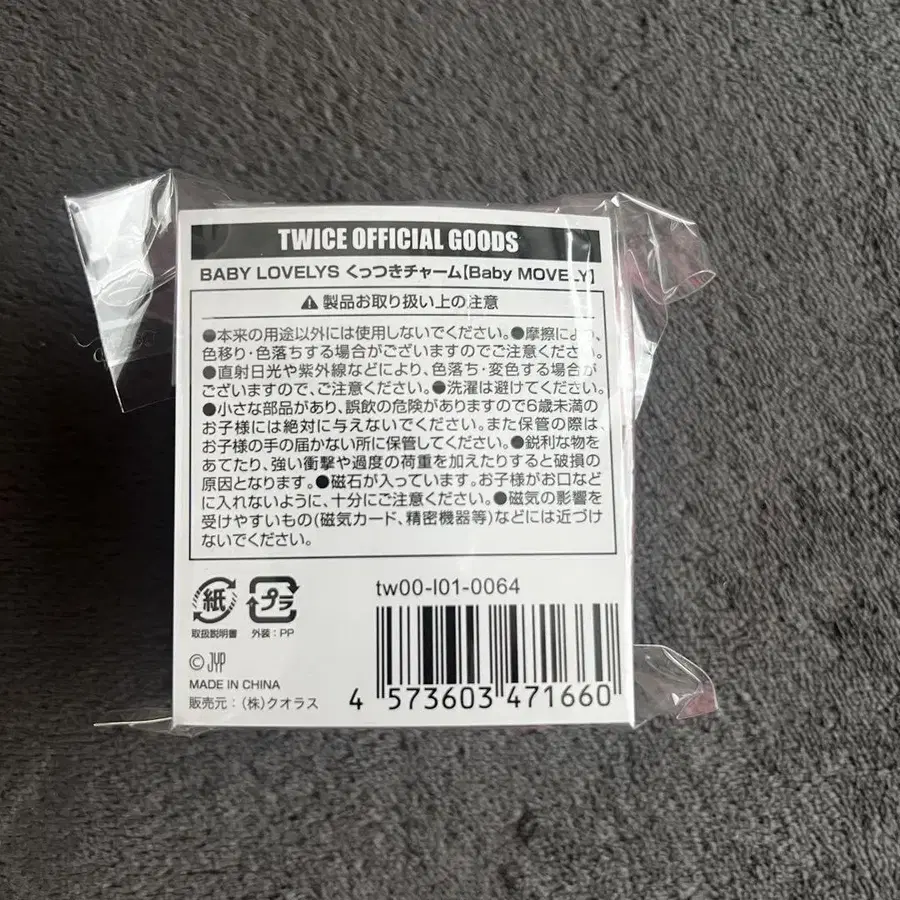 TWICE OFFICIAL GOODS
BABY LOVELYS くっつきチャーム【Baby MOVELY】
⚠ 製品お取り扱い上の注意
●本来の用途以外には使用しないでください。●摩擦により、
色移り・色落ちする場合がございますのでご注意ください。
●直射日光や紫外線などにより、色落ち・変色する場合が
ございますので、ご注意ください。●洗濯は避けてください。
●小さな部品があり、誤飲の危険がありますので6歳未満の
お子様には絶対に与えないでください。また保管の際は、
お子様の手の届かない所に保管してください。●鋭利な物を
あてたり、強い衝撃や過度の荷重を加えたりすると破損の
原因となります。●磁石が入っています。お子様がお口などに
入れないように、十分にご注意ください。●磁気の影響を
受けやすいもの(磁気カード、精密機器等)などには近づけ
ないでください。
tw00-I01-0064
紙 プラ
取扱説明書 外装:PP
© JYP
MADE IN CHINA
販売元:(株)クオラス
4 573603 471660